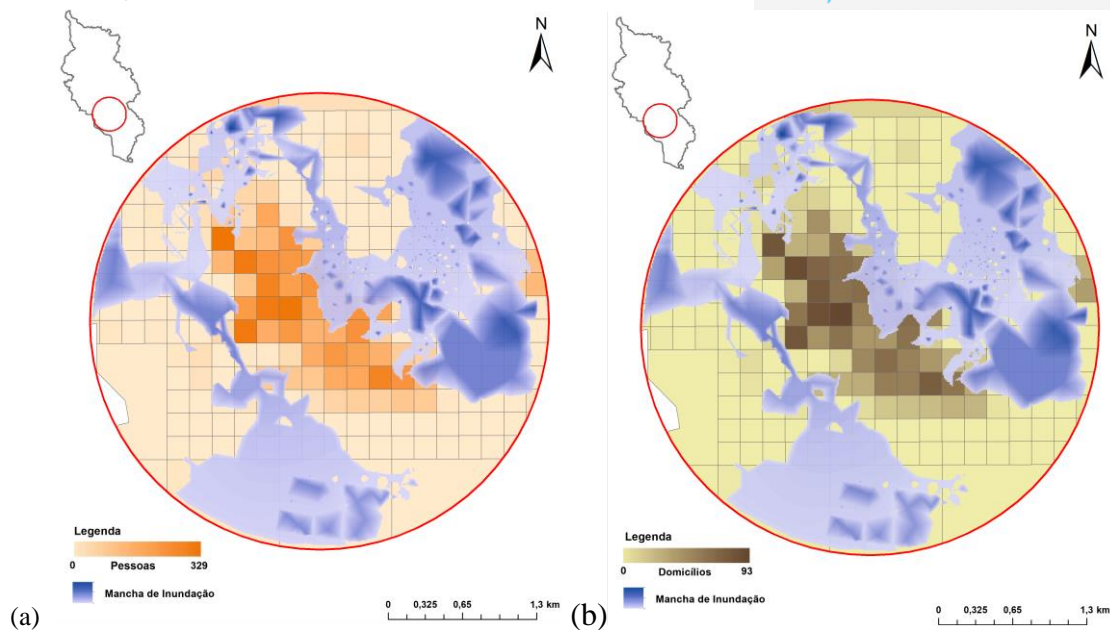 N
N
Legenda
0 Pessoas 329
Mancha de Inundação
0 0,325 0,65 1,3 km
(a)
Legenda
0 Domicílios 93
Mancha de Inundação
0 0,325 0,65 1,3 km
(b)